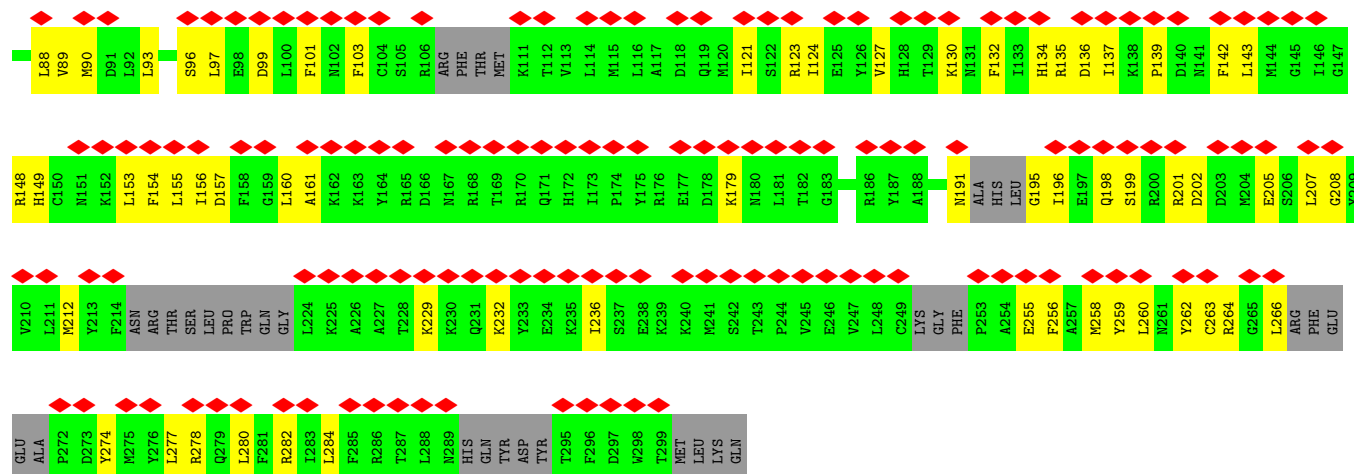 L88 V89 M90 D91 L92 L93 S96 L97 E98 D99 L100 F101 N102 F103 C104 S105 R106 ARG PHE THR MET K111 T112 V113 L114 M115 L116 A117 D118 Q119 M120 I121 S122 R123 I124 E125 Y126 V127 H128 T129 K130 N131 F132 I133 H134 R135 D136 I137 K138 P139 D140 N141 F142 L143 M144 G145 I146 G147
R148 H149 C150 N151 K152 L153 F154 L155 I156 D157 F158 G159 L160 A161 K162 K163 Y164 R165 D166 N167 R168 T169 R170 Q171 H172 I173 P174 Y175 R176 E177 D178 K179 N180 L181 T182 G183 R186 Y187 A188 N191 ALA HIS LEU G195 I196 E197 Q198 S199 R200 R201 D202 D203 M204 E205 S206 L207 G208 Y209
V210 L211 M212 Y213 F214 ASN ARG THR SER LEU PRO TRP GLN GLY L224 K225 A226 A227 T228 K229 K230 Q231 K232 Y233 E234 K235 I236 S237 E238 K239 K240 M241 S242 T243 P244 V245 E246 V247 L248 C249 LYS GLY PHE P253 A254 E255 F256 A257 M258 Y259 L260 N261 Y262 C263 R264 G265 L266 ARG PHE GLU
GLU ALA P272 D273 Y274 M275 Y276 L277 R278 Q279 L280 F281 R282 I283 L284 F285 R286 T287 L288 N289 HIS GLN TYR ASP TYR T295 F296 D297 W298 T299 MET LEU LYS GLN